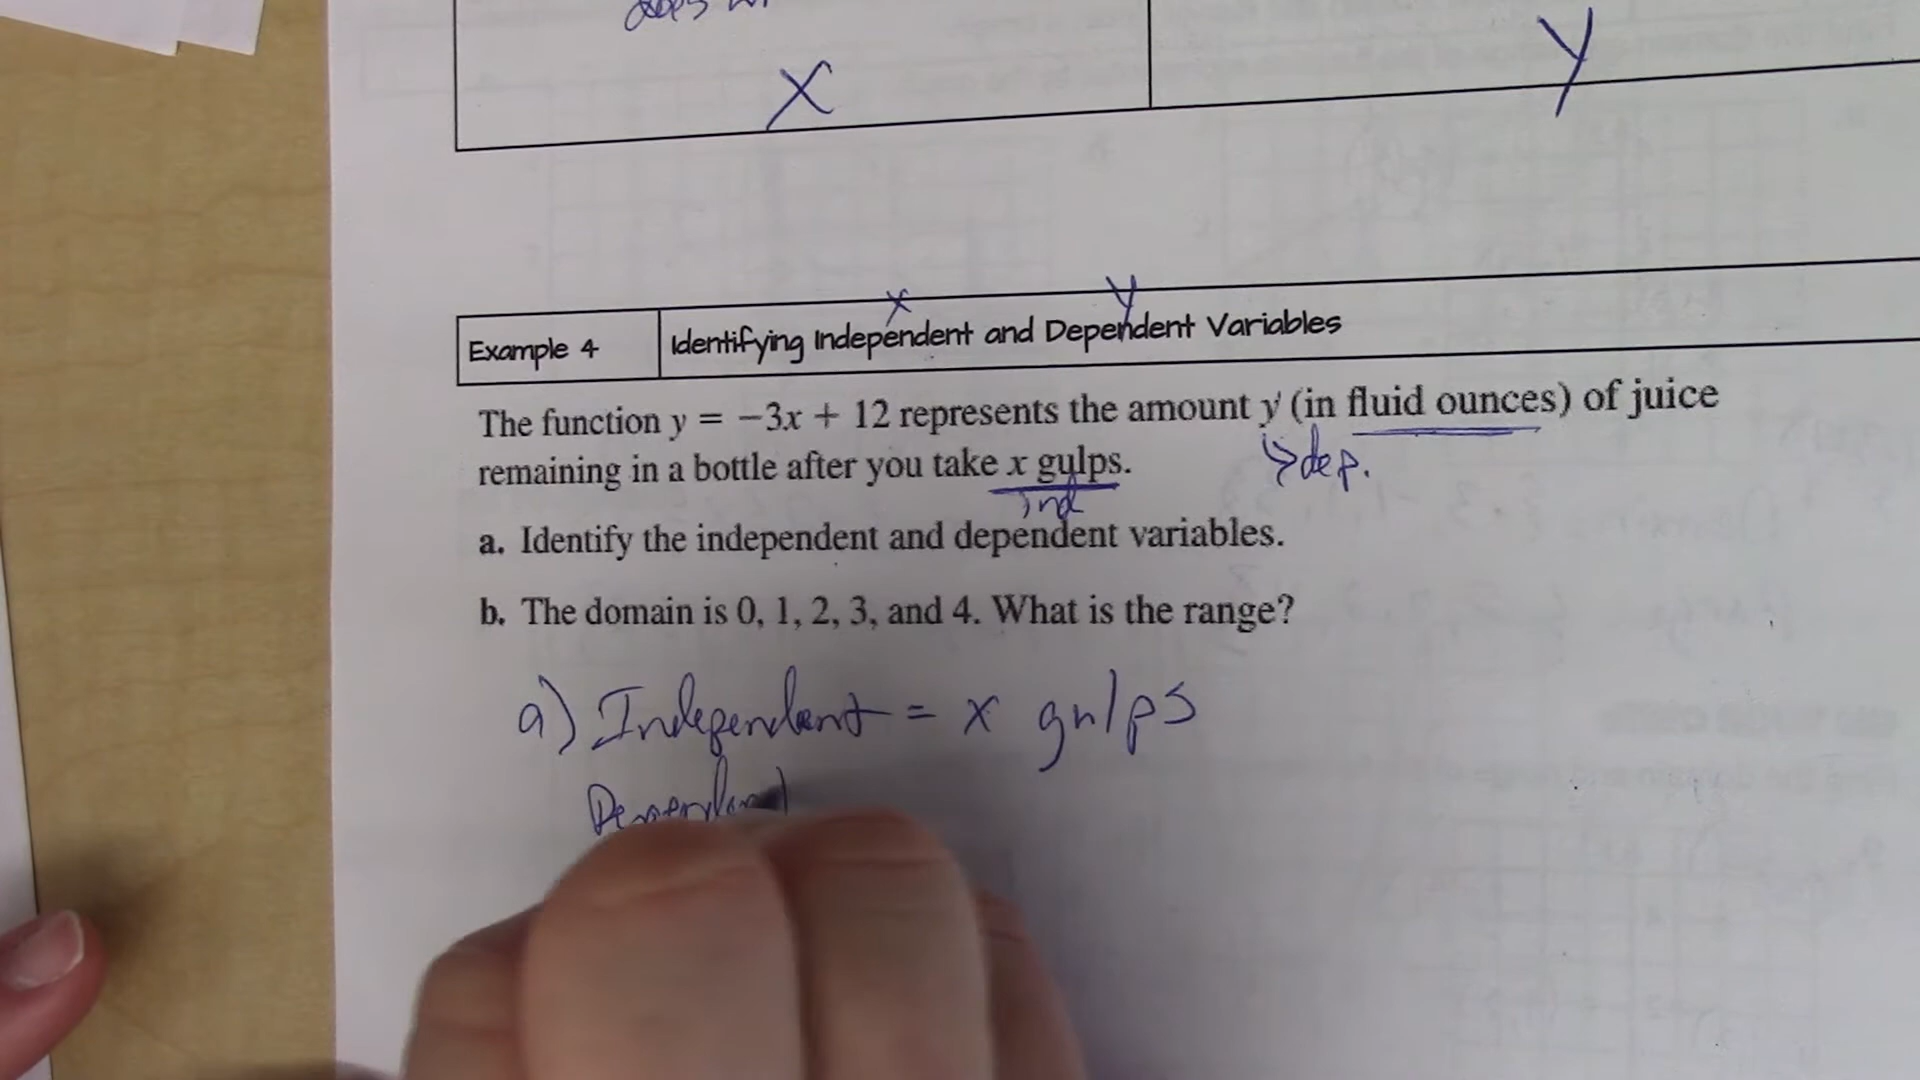 does
x
y
x y
Example 4 Identifying Independent and Dependent Variables
The function y = −3x + 12 represents the amount y (in fluid ounces) of juice
remaining in a bottle after you take x gulps.
dep.
ind
a. Identify the independent and dependent variables.
b. The domain is 0, 1, 2, 3, and 4. What is the range?
a) Independent = x gulps
Dependent